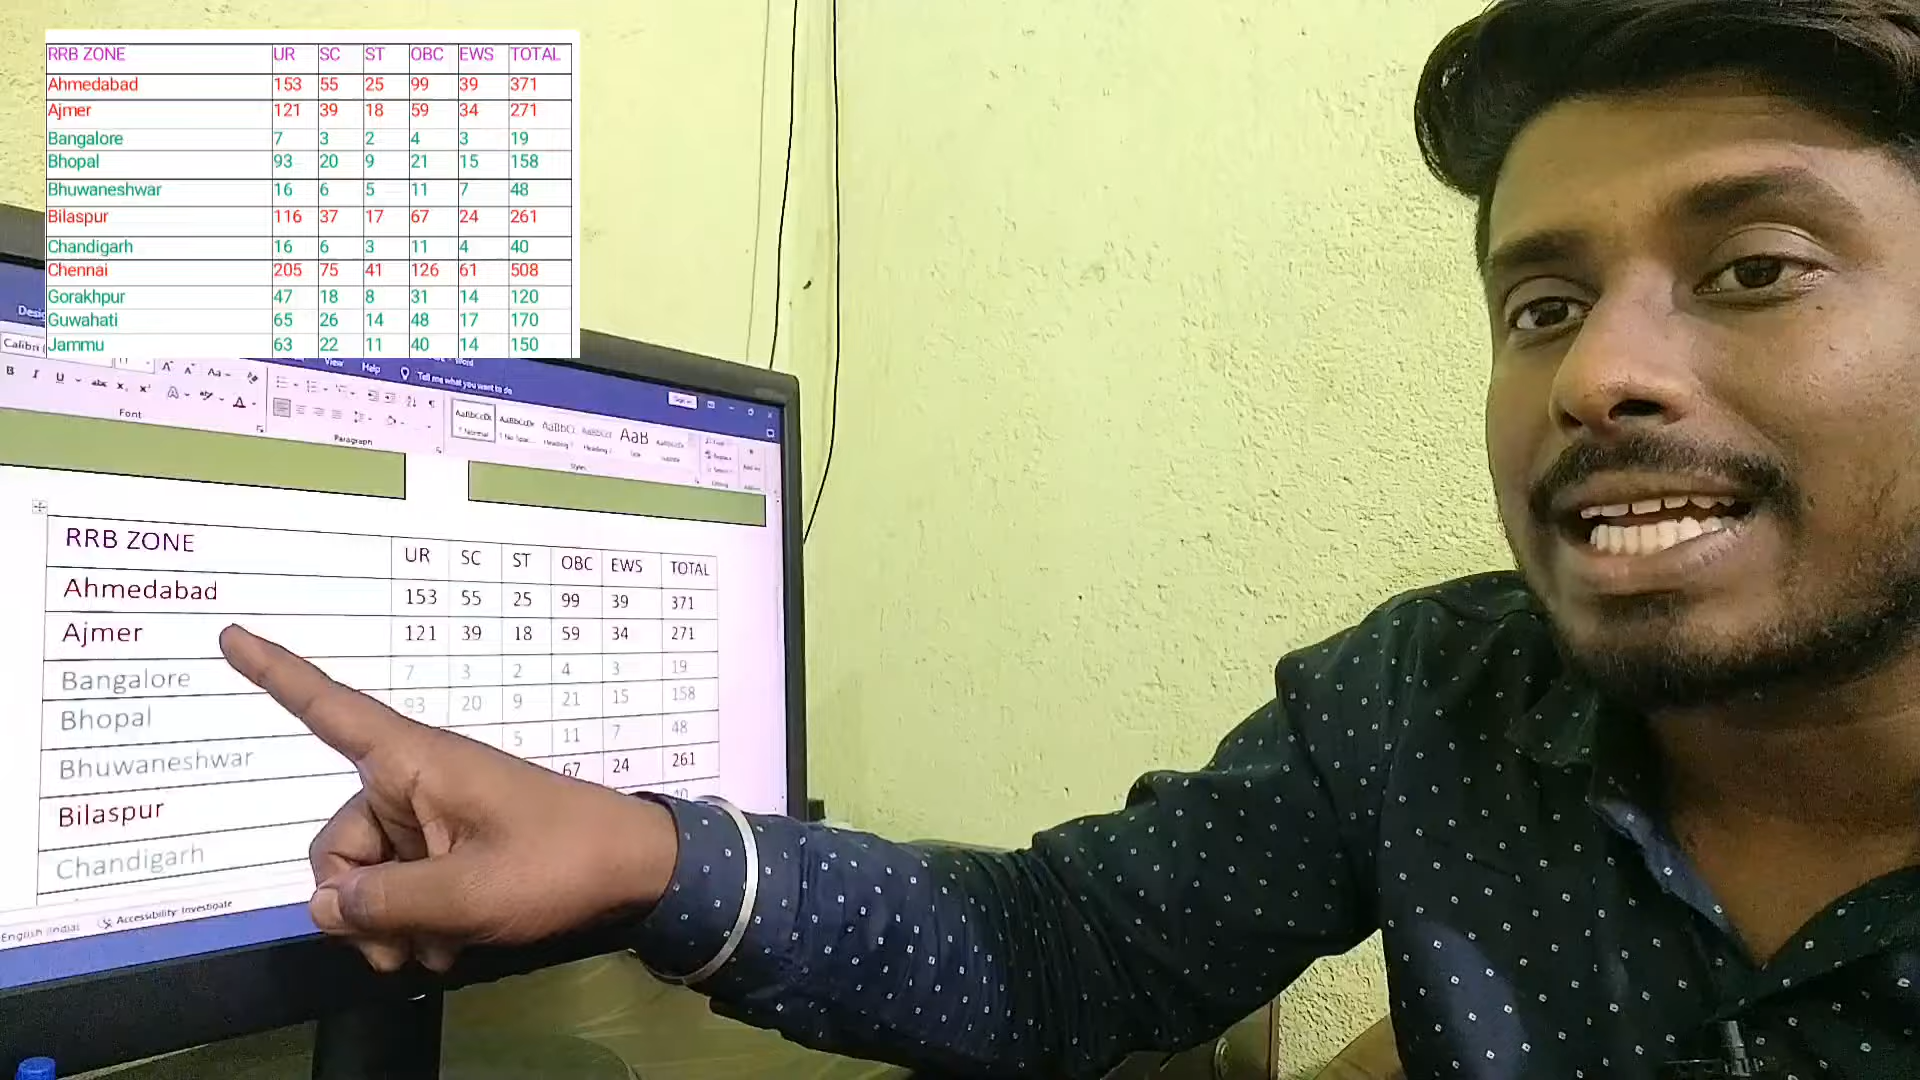 RRB ZONE UR SC ST OBC EWS TOTAL
Ahmedabad 153 55 25 99 39 371
Ajmer 121 39 18 59 34 271
Bangalore 7 3 2 4 3 19
Bhopal 93 20 9 21 15 158
Bhuwaneshwar 16 6 5 11 7 48
Bilaspur 116 37 17 67 24 261
Chandigarh 16 6 3 11 4 40
Chennai 205 75 41 126 61 508
Gorakhpur 47 18 8 31 14 120
Guwahati 65 26 14 48 17 170
Jammu 63 22 11 40 14 150
View Help Tell me what you want to do
Calibri
Font Paragraph Styles
RRB ZONE UR SC ST OBC EWS TOTAL
Ahmedabad 153 55 25 99 39 371
Ajmer 121 39 18 59 34 271
Bangalore 7 3 2 4 3 19
Bhopal 93 20 9 21 15 158
Bhuwaneshwar 5 11 7 48
Bilaspur 67 24 261
Chandigarh
English (India) Accessibility: Investigate